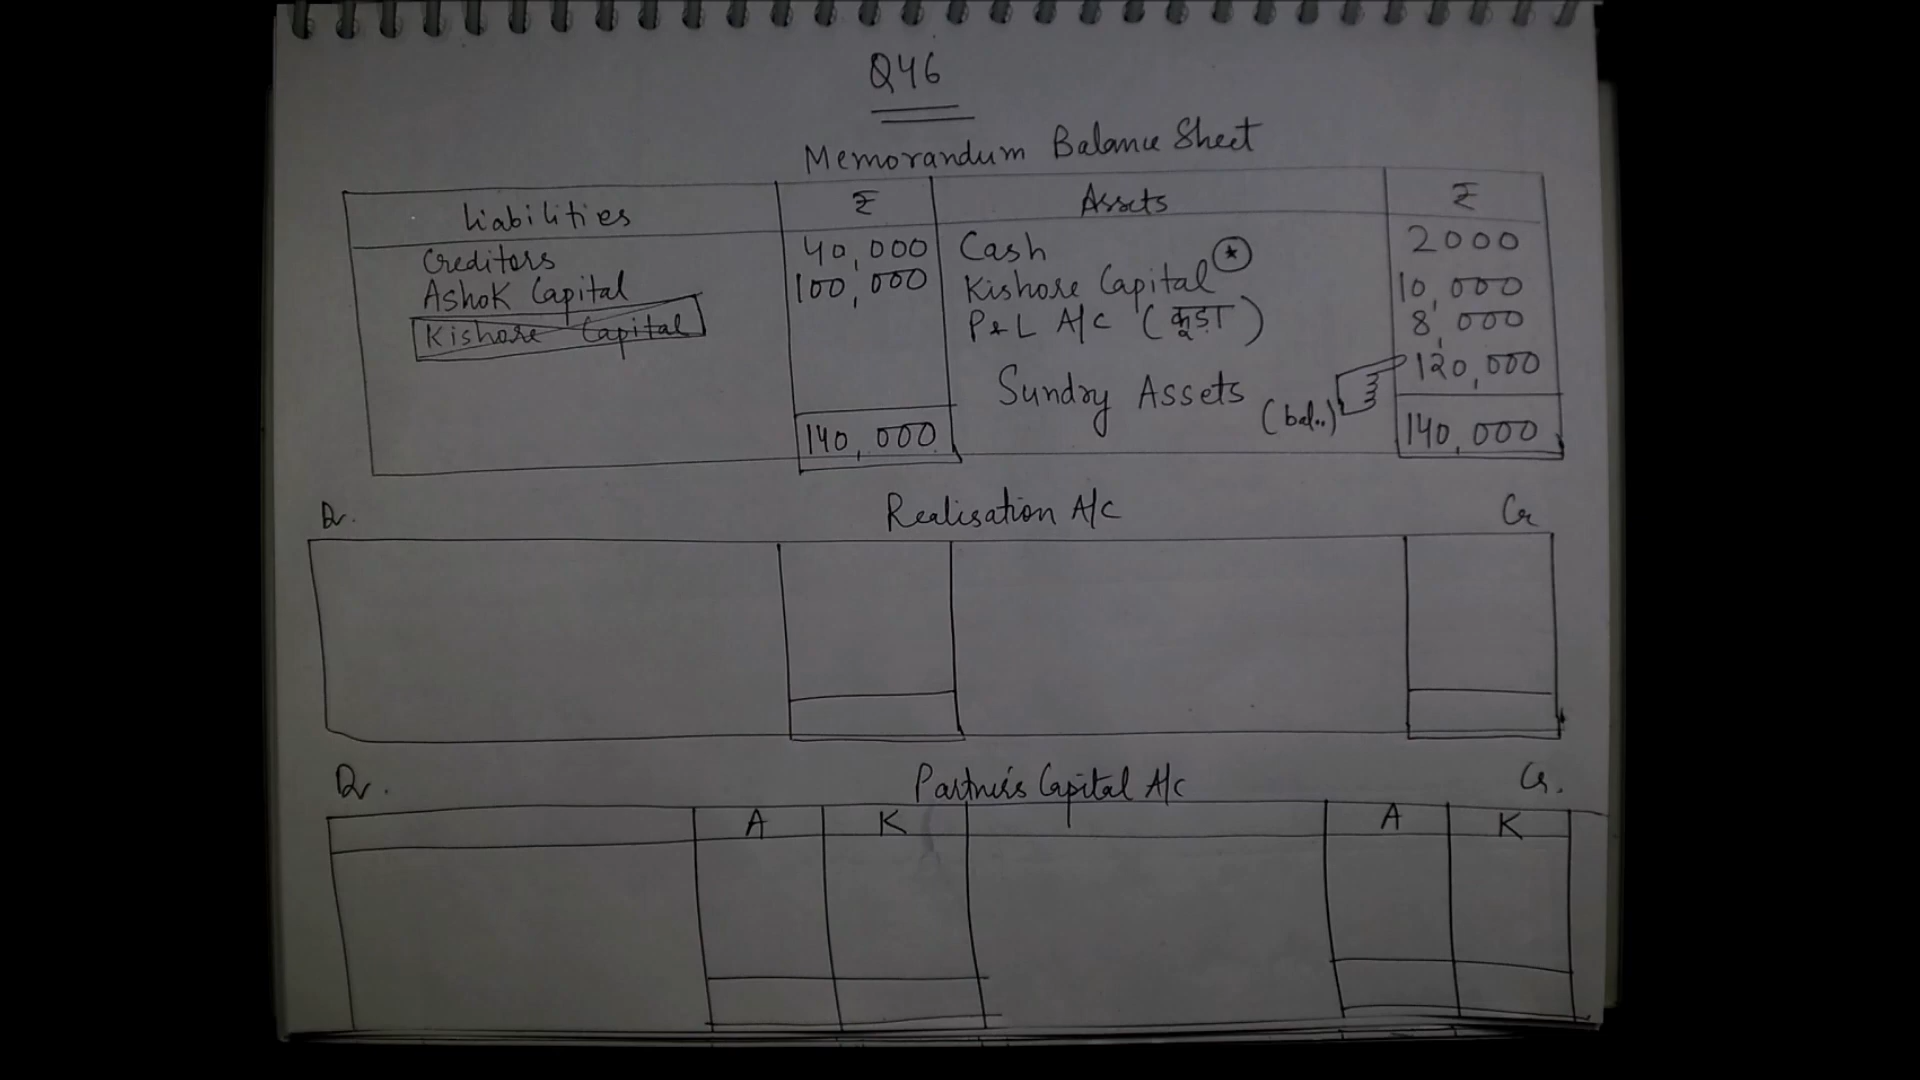 Q46
Memorandum Balance Sheet
Liabilities ₹ Assets ₹
Creditors 40,000 Cash 2000
Ashok Capital 100,000 Kishore Capital * 10,000
Kishore Capital P&L A/c (कूड़ा) 8,000
Sundry Assets (bal..) 120,000
140,000 140,000
Dr. Realisation A/c Cr
Dr. Partner's Capital A/c Cr.
A K A K